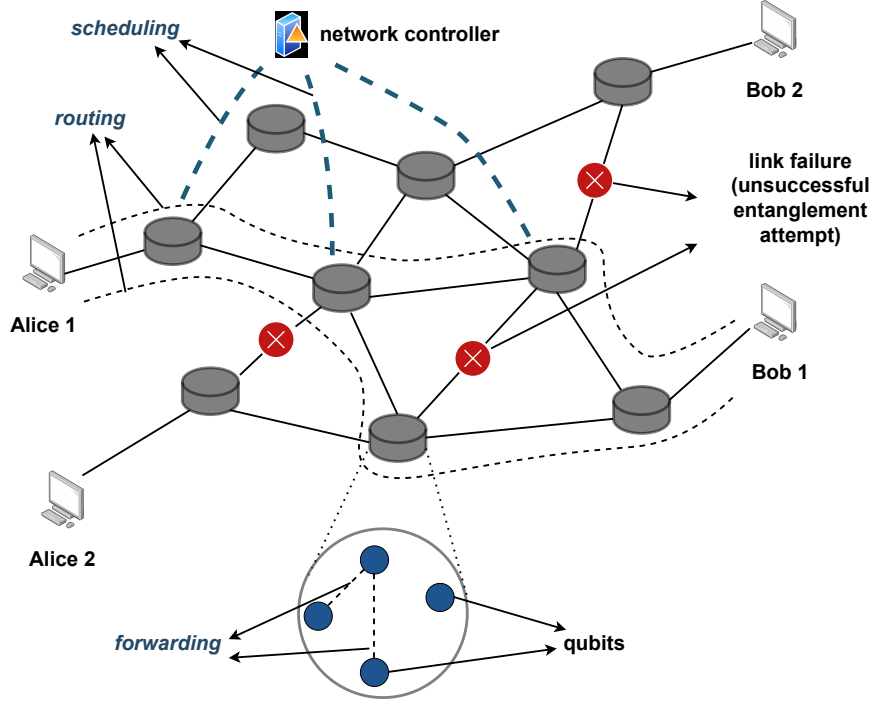 scheduling
network controller
routing
Bob 2
link failure
(unsuccessful
entanglement
attempt)
Alice 1
Bob 1
Alice 2
forwarding
qubits